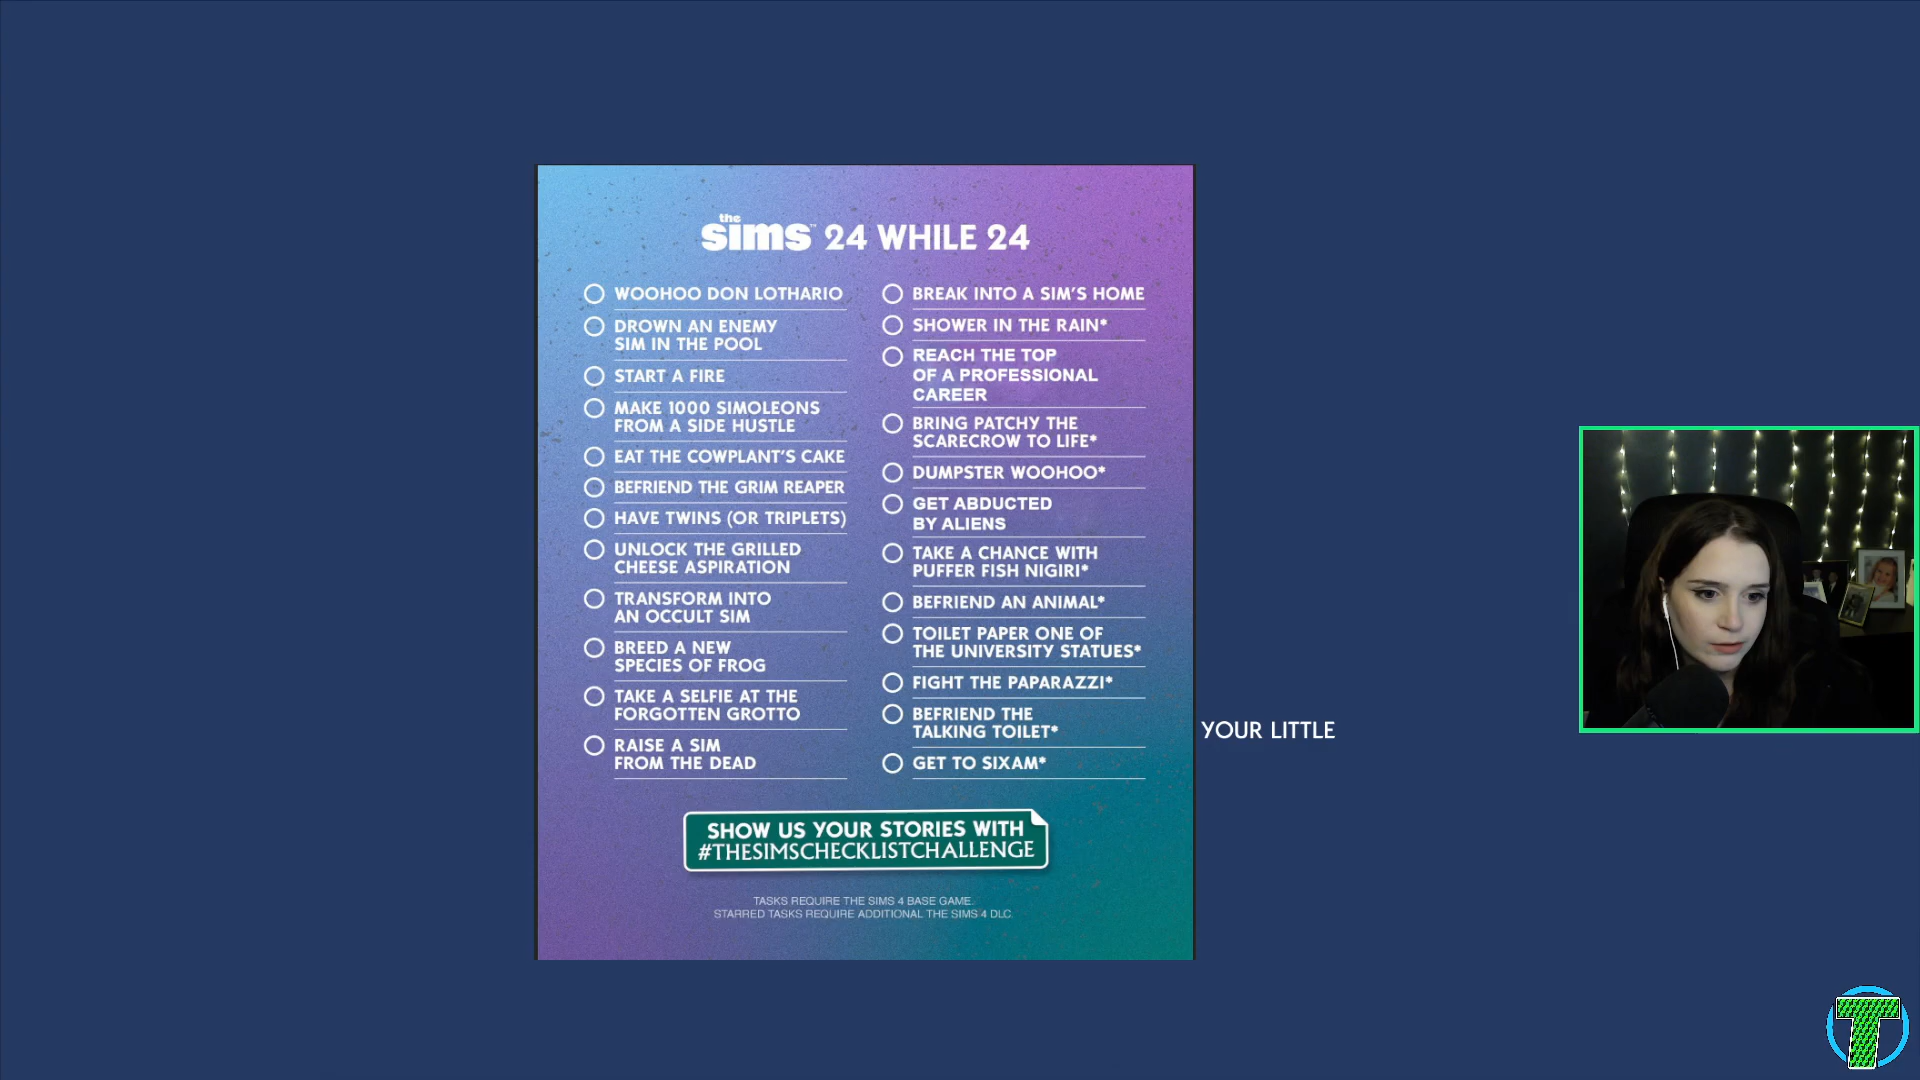 the
sims™ 24 WHILE 24
WOOHOO DON LOTHARIO
DROWN AN ENEMY
SIM IN THE POOL
START A FIRE
MAKE 1000 SIMOLEONS
FROM A SIDE HUSTLE
EAT THE COWPLANT'S CAKE
BEFRIEND THE GRIM REAPER
HAVE TWINS (OR TRIPLETS)
UNLOCK THE GRILLED
CHEESE ASPIRATION
TRANSFORM INTO
AN OCCULT SIM
BREED A NEW
SPECIES OF FROG
TAKE A SELFIE AT THE
FORGOTTEN GROTTO
RAISE A SIM
FROM THE DEAD
BREAK INTO A SIM'S HOME
SHOWER IN THE RAIN*
REACH THE TOP
OF A PROFESSIONAL
CAREER
BRING PATCHY THE
SCARECROW TO LIFE*
DUMPSTER WOOHOO*
GET ABDUCTED
BY ALIENS
TAKE A CHANCE WITH
PUFFER FISH NIGIRI*
BEFRIEND AN ANIMAL*
TOILET PAPER ONE OF
THE UNIVERSITY STATUES*
FIGHT THE PAPARAZZI*
BEFRIEND THE
TALKING TOILET*
GET TO SIXAM*
YOUR LITTLE
SHOW US YOUR STORIES WITH
#THESIMSCHECKLISTCHALLENGE
TASKS REQUIRE THE SIMS 4 BASE GAME.
STARRED TASKS REQUIRE ADDITIONAL THE SIMS 4 DLC.
T